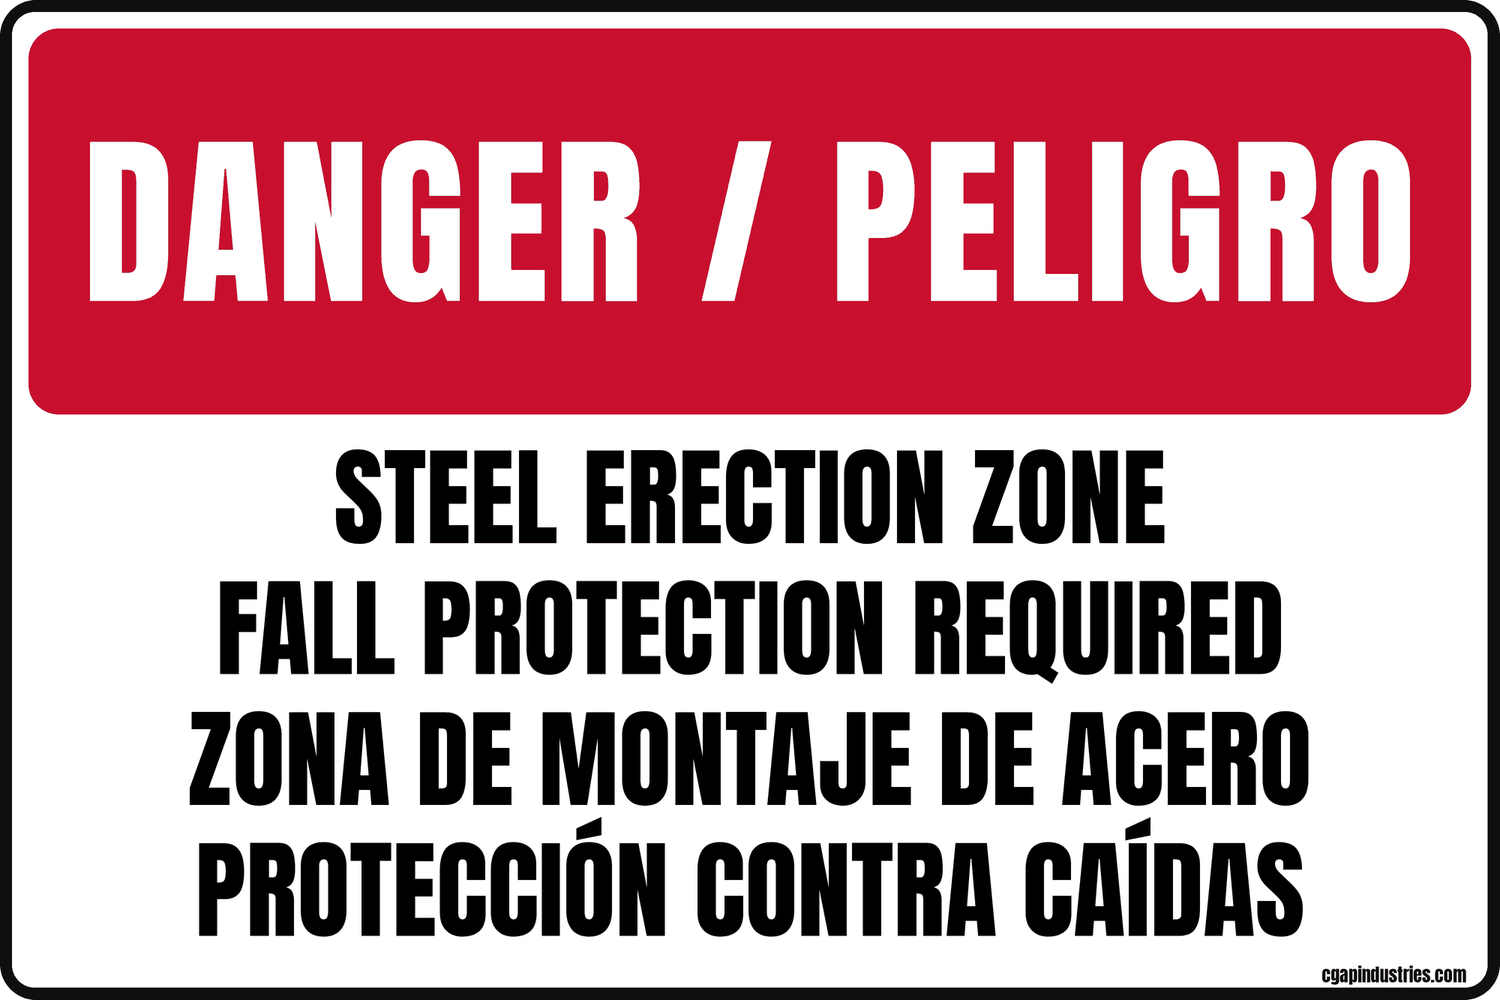 DANGER / PELIGRO
STEEL ERECTION ZONE
FALL PROTECTION REQUIRED
ZONA DE MONTAJE DE ACERO
PROTECCIÓN CONTRA CAÍDAS
cgapindustries.com